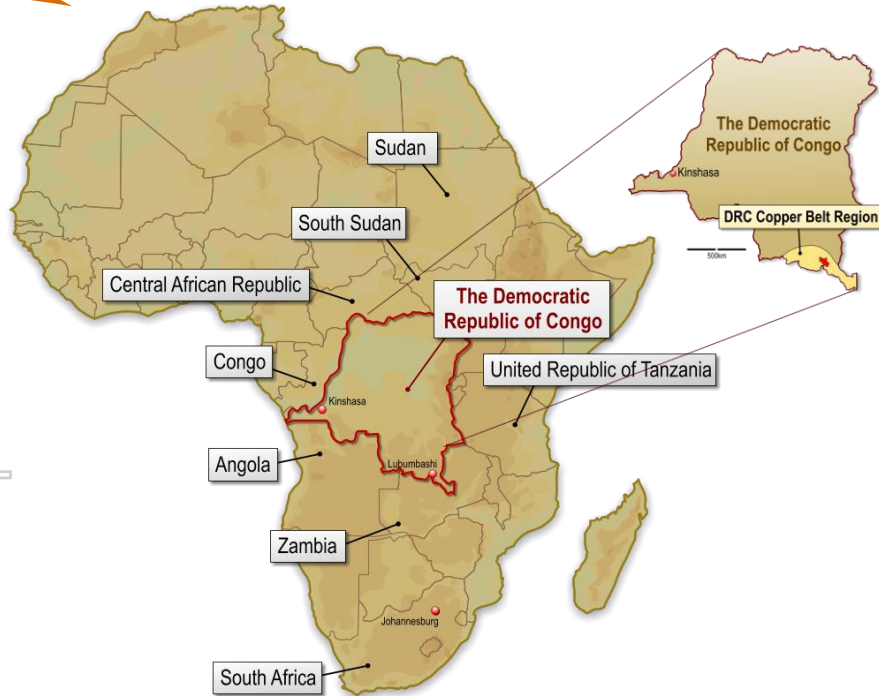 Sudan
South Sudan
Central African Republic
The Democratic
Republic of Congo
Congo
United Republic of Tanzania
Kinshasa
Angola
Lubumbashi
Zambia
Johannesburg
South Africa
The Democratic
Republic of Congo
Kinshasa
DRC Copper Belt Region
500km